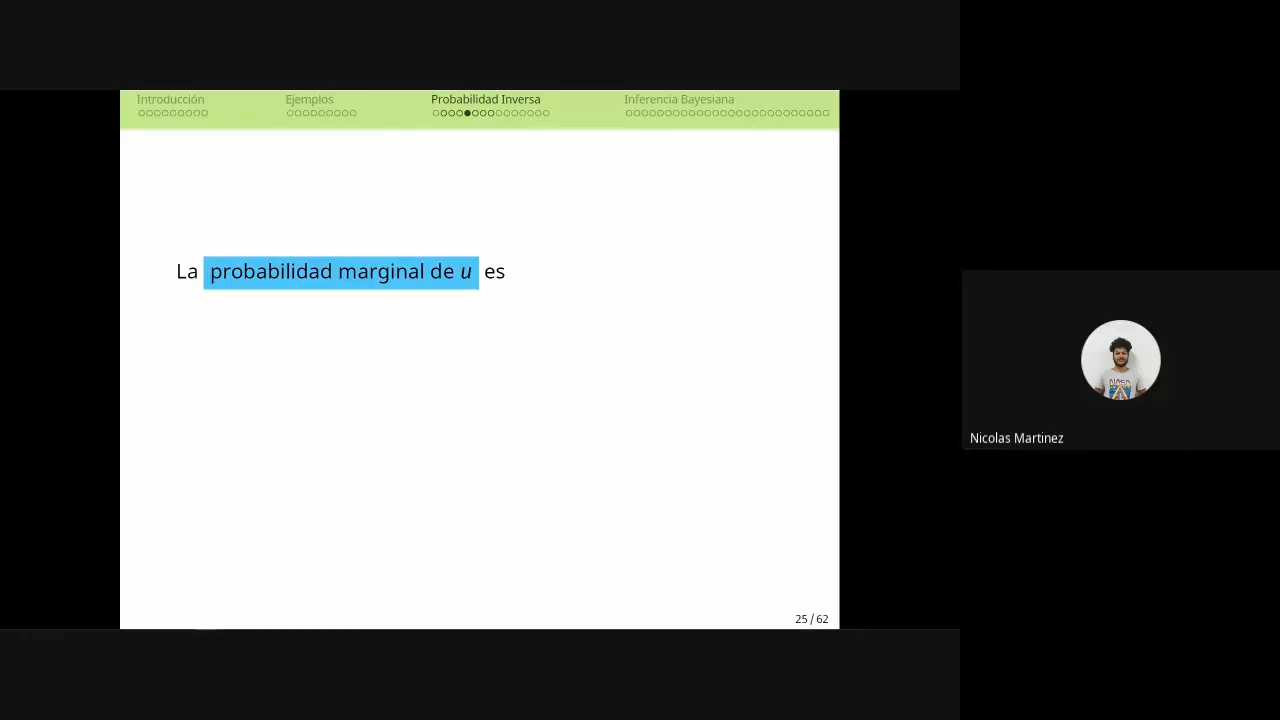 Introducción
Ejemplos
Probabilidad Inversa
Inferencia Bayesiana
La probabilidad marginal de u es
Nicolas Martinez
25 / 62